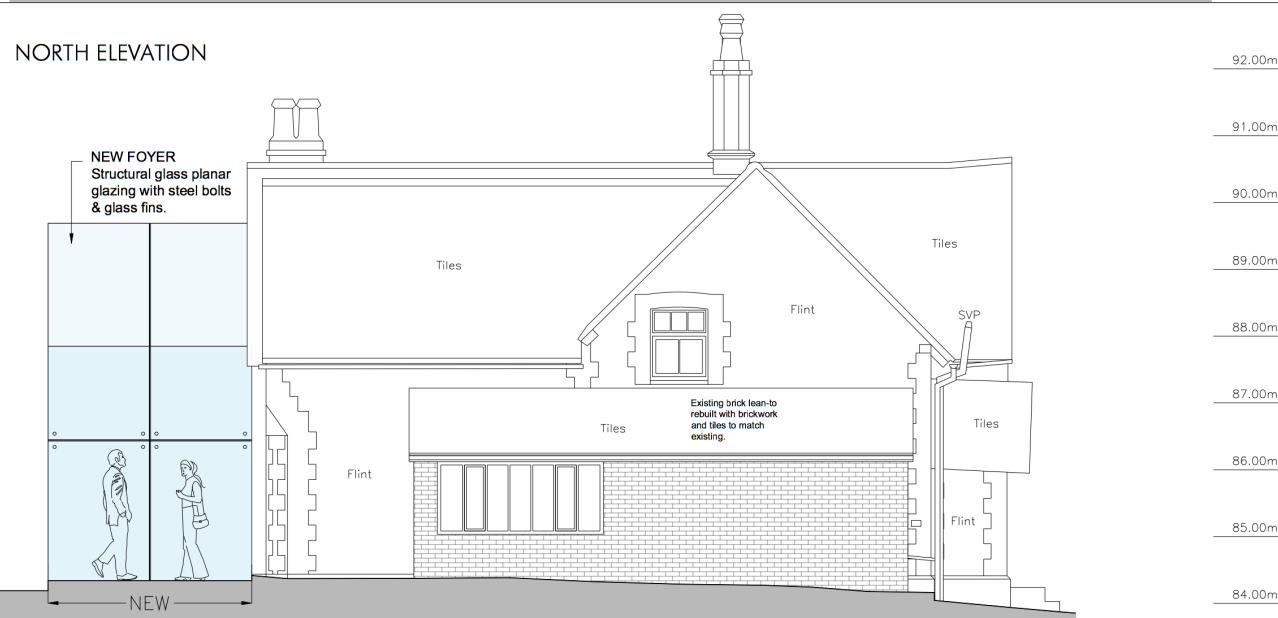 NORTH ELEVATION
NEW FOYER
Structural glass planar
glazing with steel bolts
& glass fins.
Tiles
Tiles
Flint
SVP
Existing brick lean-to
rebuilt with brickwork
and tiles to match
existing.
Tiles
Tiles
Flint
Flint
NEW
92.00m
91.00m
90.00m
89.00m
88.00m
87.00m
86.00m
85.00m
84.00m